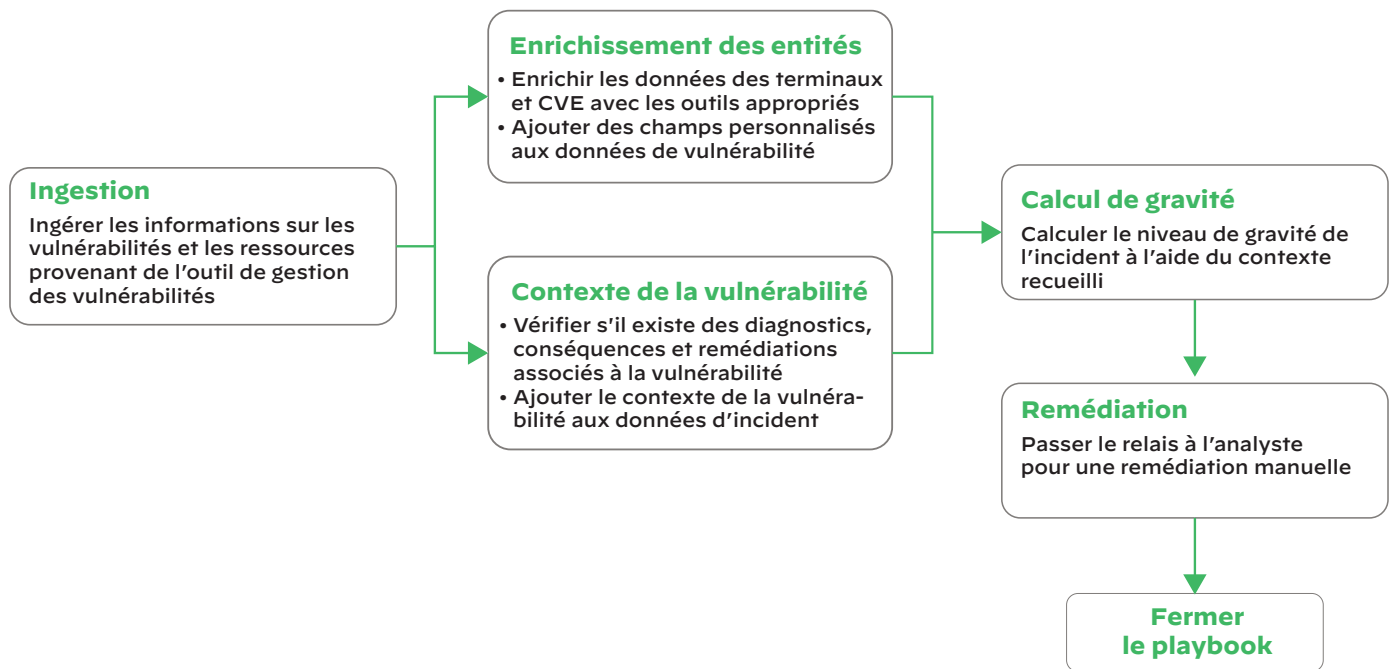 Ingestion
Ingérer les informations sur les
vulnérabilités et les ressources
provenant de l’outil de gestion
des vulnérabilités
Enrichissement des entités
• Enrichir les données des terminaux
et CVE avec les outils appropriés
• Ajouter des champs personnalisés
aux données de vulnérabilité
Contexte de la vulnérabilité
• Vérifier s’il existe des diagnostics,
conséquences et remédiations
associés à la vulnérabilité
• Ajouter le contexte de la vulnéra-
bilité aux données d’incident
Calcul de gravité
Calculer le niveau de gravité de
l’incident à l’aide du contexte
recueilli
Remédiation
Passer le relais à l’analyste
pour une remédiation manuelle
Fermer
le playbook